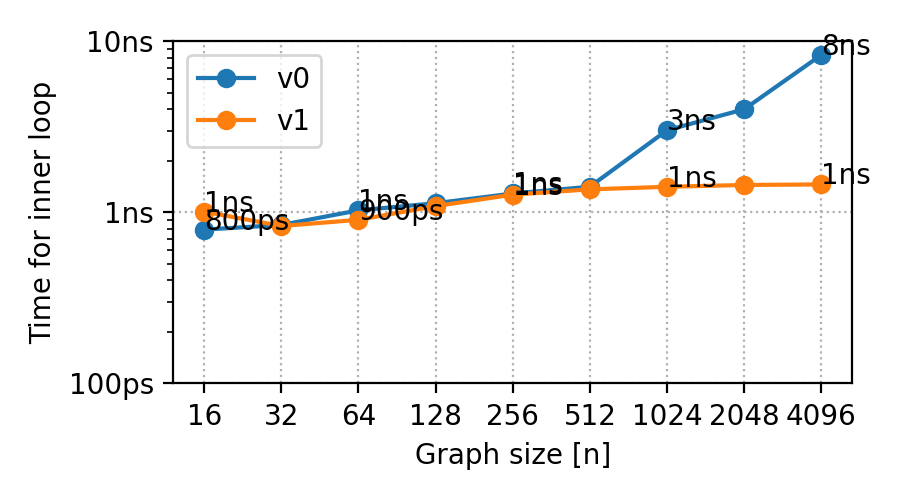 10ns
1ns
100ps
Time for inner loop
v0
v1
1ns
800ps
1ns
900ps
1ns
1ns
3ns
1ns
8ns
1ns
16 32 64 128 256 512 1024 2048 4096
Graph size [n]